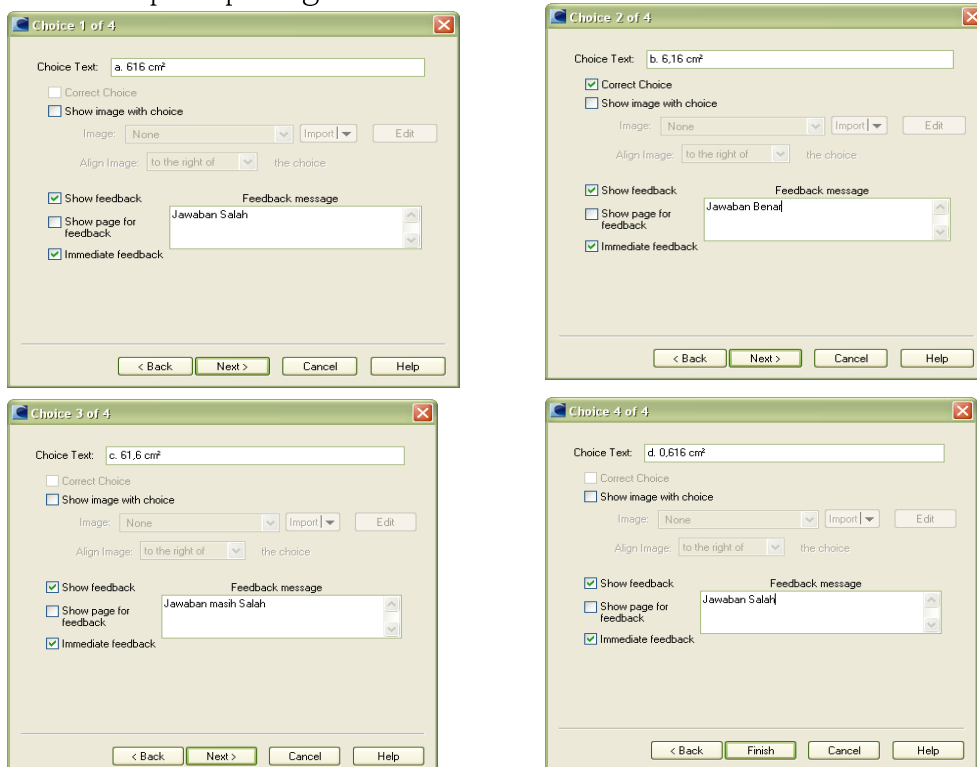 Choice 1 of 4
Choice Text: a. 616 cm²
Correct Choice
Show image with choice
Image: None Import Edit
Align Image: to the right of the choice
Show feedback Feedback message
Jawaban Salah
Show page for
feedback
Immediate feedback
< Back Next > Cancel Help
Choice 2 of 4
Choice Text: b. 6,16 cm²
Correct Choice
Show image with choice
Image: None Import Edit
Align Image: to the right of the choice
Show feedback Feedback message
Jawaban Benar
Show page for
feedback
Immediate feedback
< Back Next > Cancel Help
Choice 3 of 4
Choice Text: c. 61,6 cm²
Correct Choice
Show image with choice
Image: None Import Edit
Align Image: to the right of the choice
Show feedback Feedback message
Jawaban masih Salah
Show page for
feedback
Immediate feedback
< Back Next > Cancel Help
Choice 4 of 4
Choice Text: d. 0,616 cm²
Correct Choice
Show image with choice
Image: None Import Edit
Align Image: to the right of the choice
Show feedback Feedback message
Jawaban Salah
Show page for
feedback
Immediate feedback
< Back Finish Cancel Help